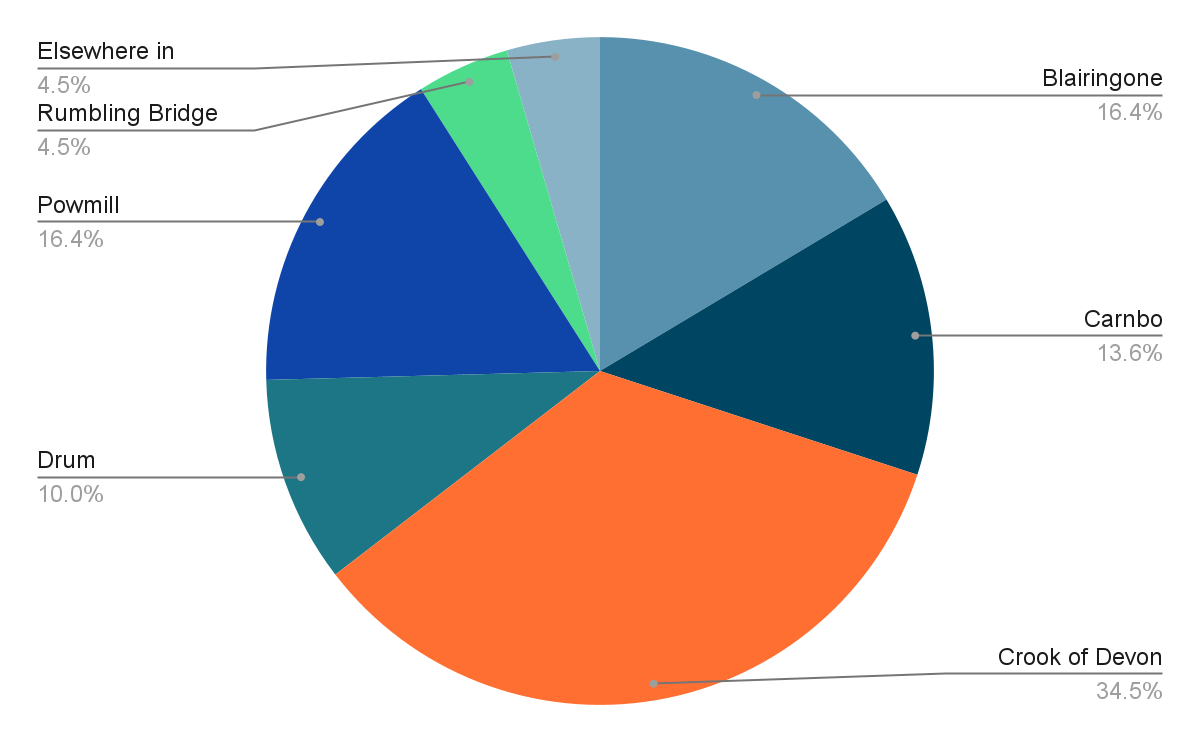 Elsewhere in
4.5%
Rumbling Bridge
4.5%
Powmill
16.4%
Drum
10.0%
Blairingone
16.4%
Carnbo
13.6%
Crook of Devon
34.5%